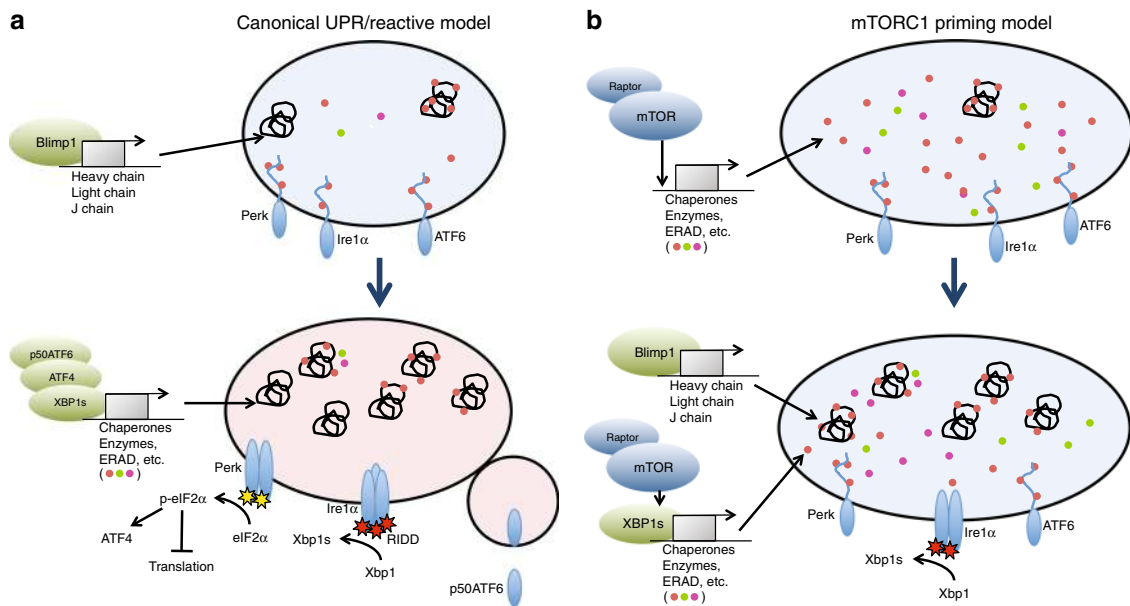 a
Canonical UPR/reactive model
Blimp1
Heavy chain
Light chain
J chain
Perk
Ire1α
ATF6
p50ATF6
ATF4
XBP1s
Chaperones
Enzymes,
ERAD, etc.
( )
Perk
p-eIF2α
ATF4
eIF2α
Translation
Ire1α
RIDD
Xbp1s
Xbp1
p50ATF6
b
mTORC1 priming model
Raptor
mTOR
Chaperones
Enzymes,
ERAD, etc.
( )
Perk
Ire1α
ATF6
Blimp1
Heavy chain
Light chain
J chain
Raptor
mTOR
XBP1s
Chaperones
Enzymes,
ERAD, etc.
( )
Perk
Ire1α
ATF6
Xbp1s
Xbp1